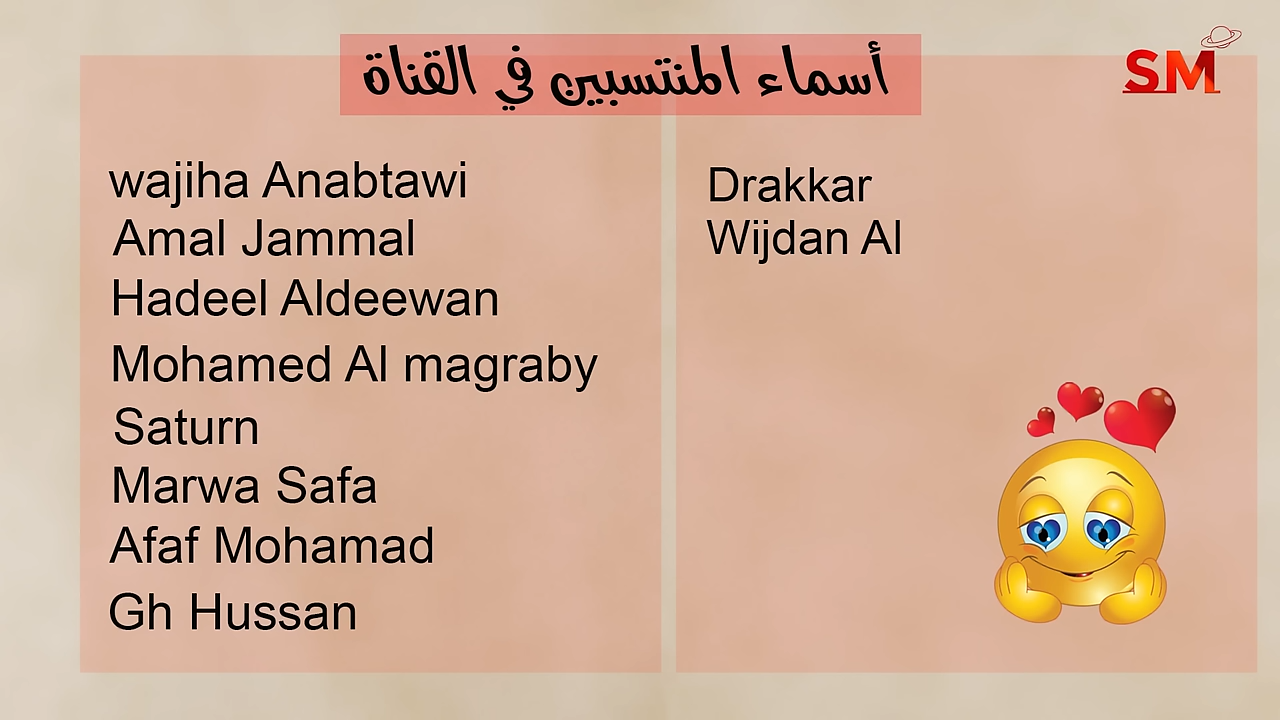 أسماء المنتسبين في القناة
SM
wajiha Anabtawi
Amal Jammal
Hadeel Aldeewan
Mohamed Al magraby
Saturn
Marwa Safa
Afaf Mohamad
Gh Hussan
Drakkar
Wijdan Al